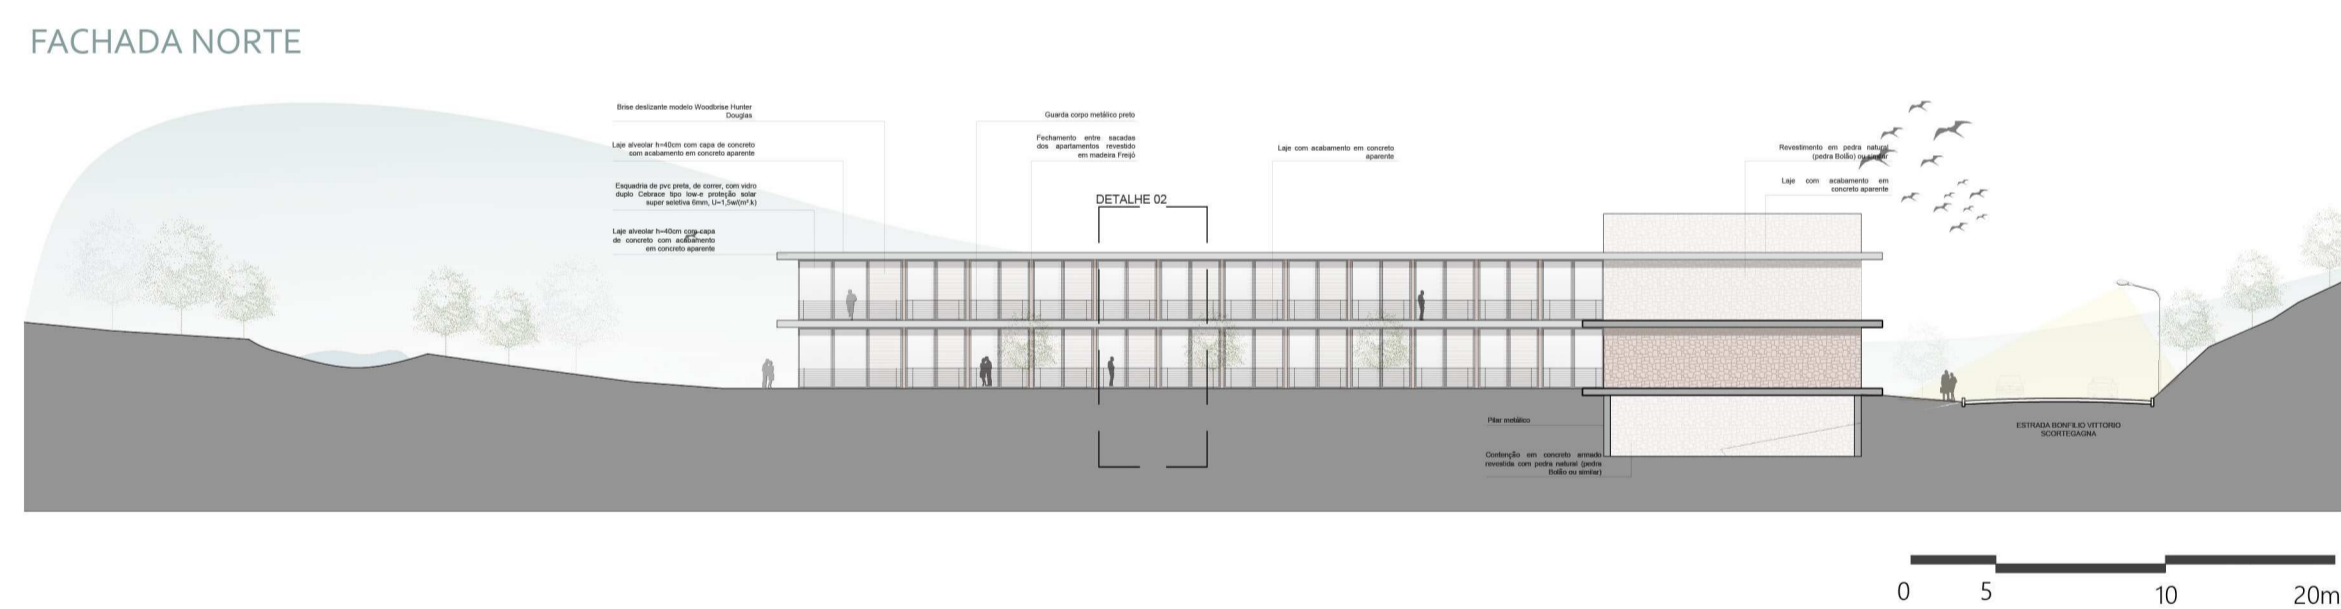 FACHADA NORTE
Brise deslizante modelo Woodbrise Hunter
Douglas
Laje alveolar h=40cm com capa de concreto
com acabamento em concreto aparente
Esquadria de pvc preta, de correr, com vidro
duplo Cebrace tipo low-e proteção solar
super seletiva 6mm, U=1,5w/(m².k)
Laje alveolar h=40cm com capa
de concreto com acabamento
em concreto aparente
Guarda corpo metálico preto
Fechamento entre sacadas
dos apartamentos revestido
em madeira Freijó
DETALHE 02
Laje com acabamento em concreto
aparente
Revestimento em pedra natural
(pedra Bolão) ou similar
Laje com acabamento em
concreto aparente
Pilar metálico
Contenção em concreto armado
revestida com pedra natural (pedra
Bolão ou similar)
ESTRADA BONFILIO VITTORIO
SCORTEGAGNA
0 5 10 20m